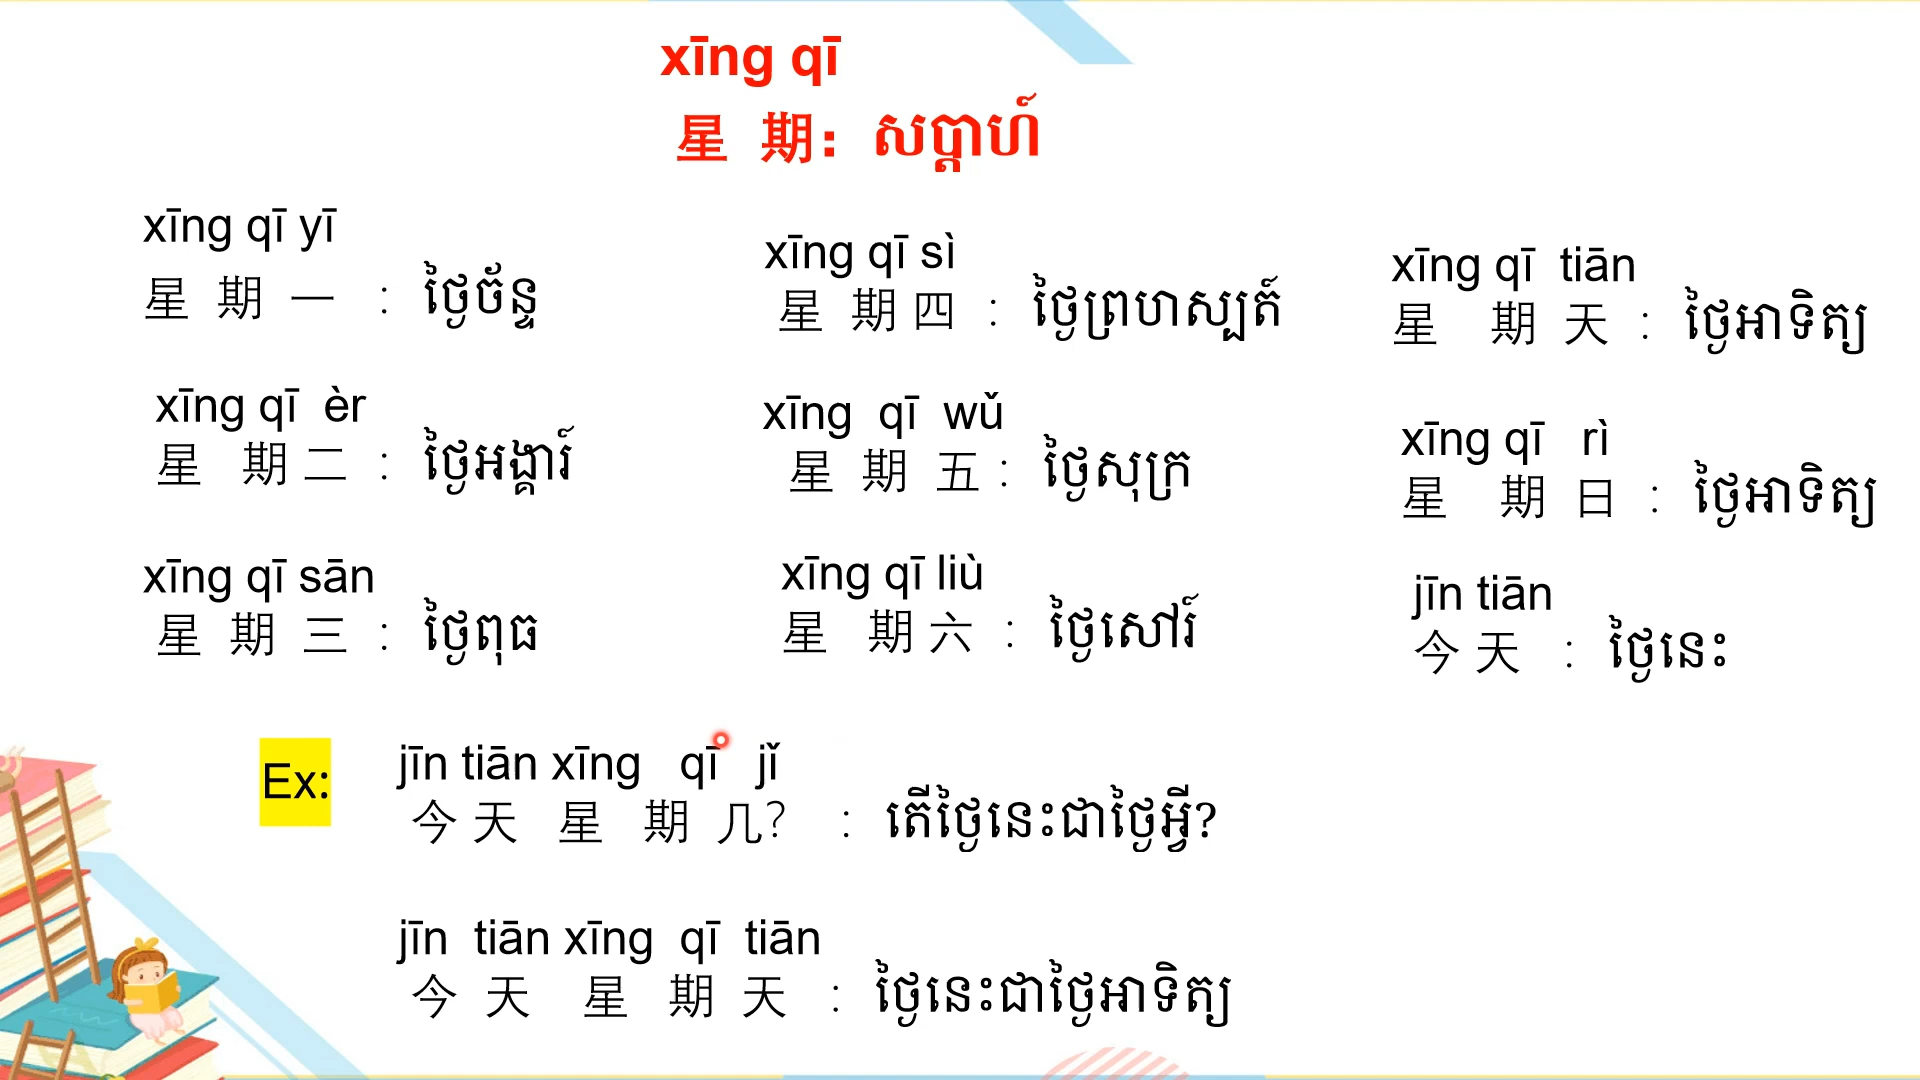 xīng qī
星 期：សប្ដាហ៍
xīng qī yī
星 期 一 ： ថ្ងៃច័ន្ទ
xīng qī èr
星 期 二 ： ថ្ងៃអង្គារ៍
xīng qī sān
星 期 三 ： ថ្ងៃពុធ
xīng qī sì
星 期 四 ： ថ្ងៃព្រហស្បតិ៍
xīng qī wǔ
星 期 五 ： ថ្ងៃសុក្រ
xīng qī liù
星 期 六 ： ថ្ងៃសៅរ៍
xīng qī tiān
星 期 天 ： ថ្ងៃអាទិត្យ
xīng qī rì
星 期 日 ： ថ្ងៃអាទិត្យ
jīn tiān
今 天 ： ថ្ងៃនេះ
Ex:
jīn tiān xīng qī jǐ
今 天 星 期 几? ： តើថ្ងៃនេះជាថ្ងៃអ្វី?
jīn tiān xīng qī tiān
今 天 星 期 天 ： ថ្ងៃនេះជាថ្ងៃអាទិត្យ